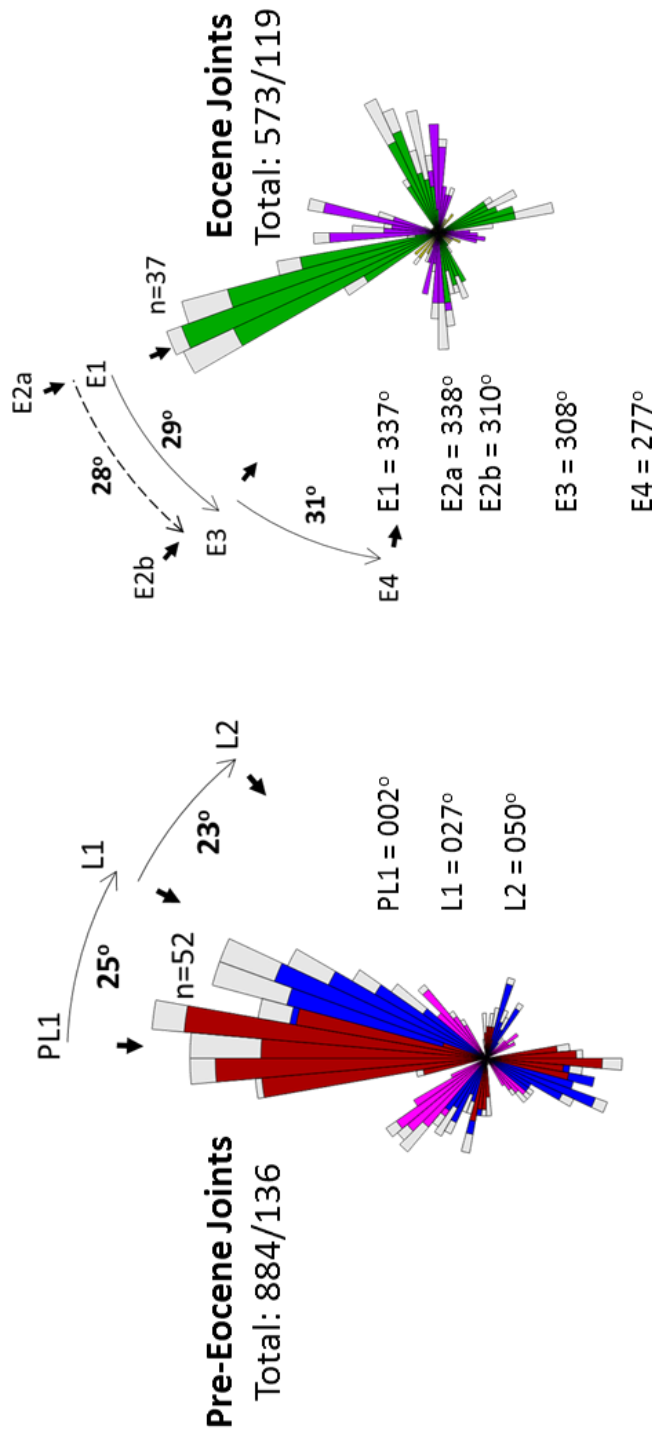 Pre-Eocene Joints
Total: 884/136
PL1
25º
L1
23º
L2
n=52
PL1 = 002º
L1 = 027º
L2 = 050º
Eocene Joints
Total: 573/119
E2a
E1
28º
29º
n=37
E2b
E3
31º
E4
E1 = 337º
E2a = 338º
E2b = 310º
E3 = 308º
E4 = 277º